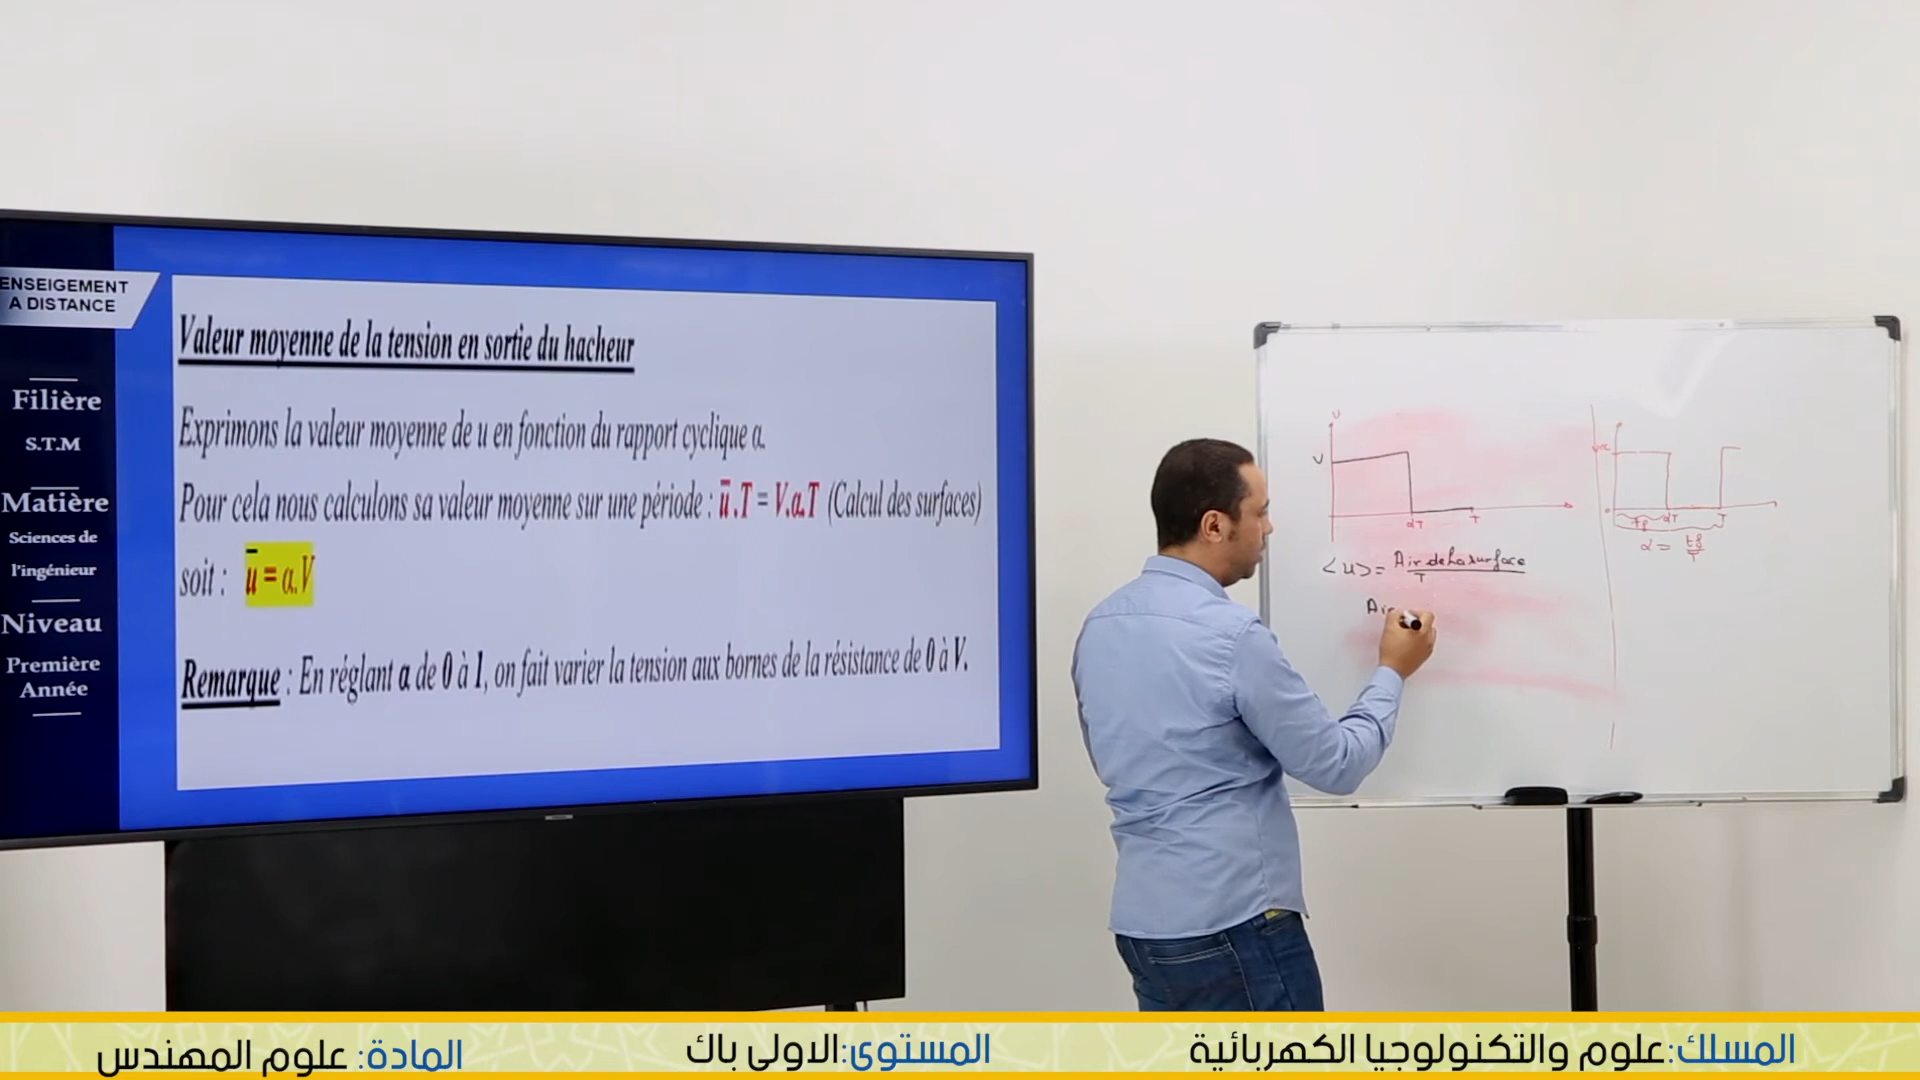 ENSEIGEMENT
A DISTANCE
Filière
S.T.M
Matière
Sciences de
l'ingénieur
Niveau
Première
Année
Valeur moyenne de la tension en sortie du hacheur
Exprimons la valeur moyenne de u en fonction du rapport cyclique α.
Pour cela nous calculons sa valeur moyenne sur une période : ū.T = V.α.T (Calcul des surfaces)
soit : ū = α.V
Remarque : En réglant α de 0 à 1, on fait varier la tension aux bornes de la résistance de 0 à V.
V
αT T
<u> = Air de la surface
T
Air
αT T
α = tf
T
المسلك: علوم والتكنولوجيا الكهربائية
المستوى: الاولى باك
المادة: علوم المهندس